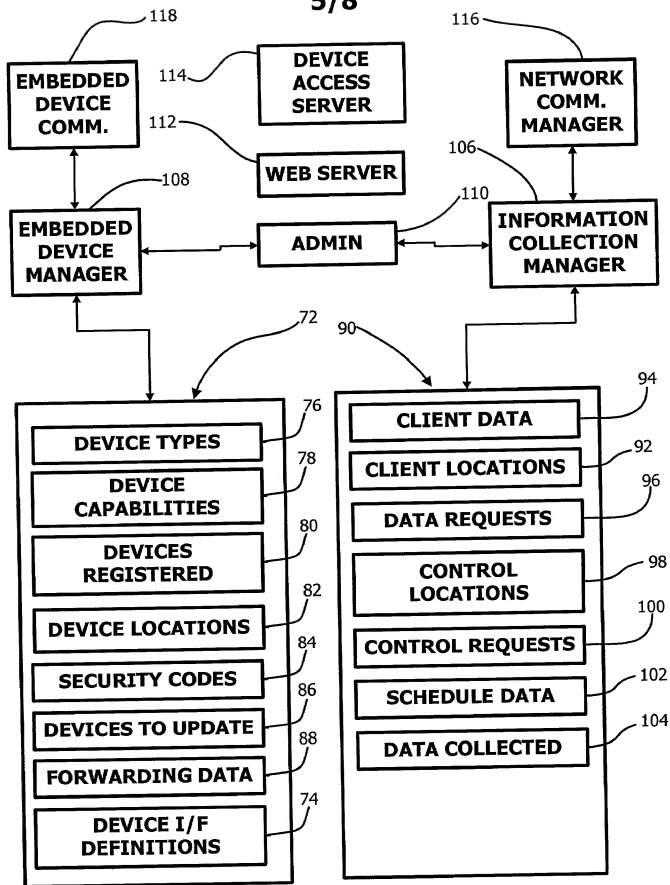 5/8
118
EMBEDDED
DEVICE
COMM.
114
DEVICE
ACCESS
SERVER
116
NETWORK
COMM.
MANAGER
112
WEB SERVER
108
EMBEDDED
DEVICE
MANAGER
110
ADMIN
106
INFORMATION
COLLECTION
MANAGER
72
90
DEVICE TYPES
76
DEVICE
CAPABILITIES
78
DEVICES
REGISTERED
80
DEVICE LOCATIONS
82
SECURITY CODES
84
DEVICES TO UPDATE
86
FORWARDING DATA
88
DEVICE I/F
DEFINITIONS
74
CLIENT DATA
94
CLIENT LOCATIONS
92
DATA REQUESTS
96
CONTROL
LOCATIONS
98
CONTROL REQUESTS
100
SCHEDULE DATA
102
DATA COLLECTED
104